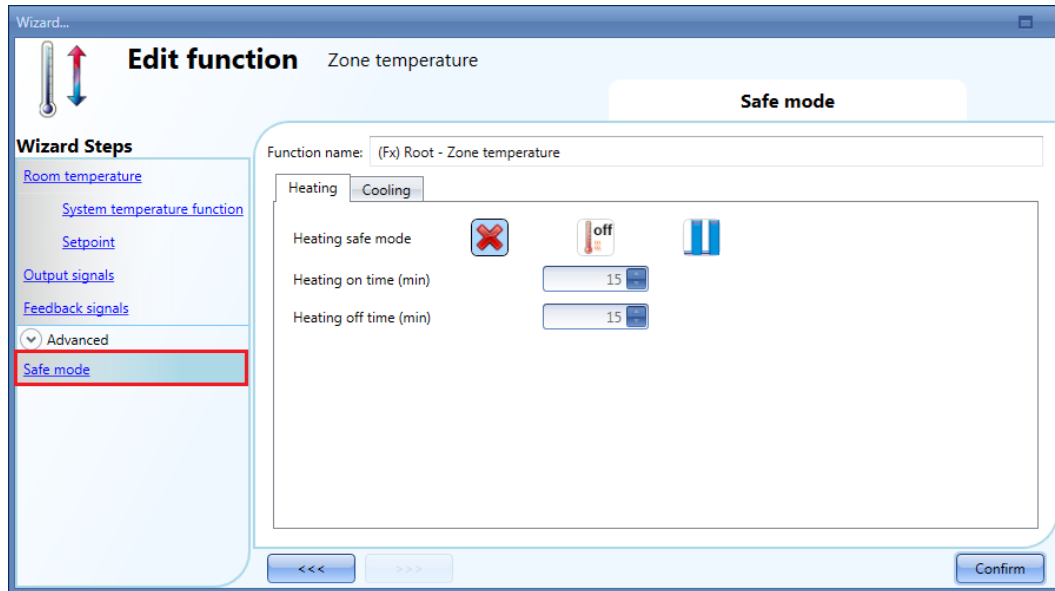 Wizard...
Edit function Zone temperature
Safe mode
Wizard Steps
Room temperature
System temperature function
Setpoint
Output signals
Feedback signals
Advanced
Safe mode
Function name: (Fx) Root - Zone temperature
Heating Cooling
Heating safe mode off
Heating on time (min) 15
Heating off time (min) 15
<<< >>> Confirm